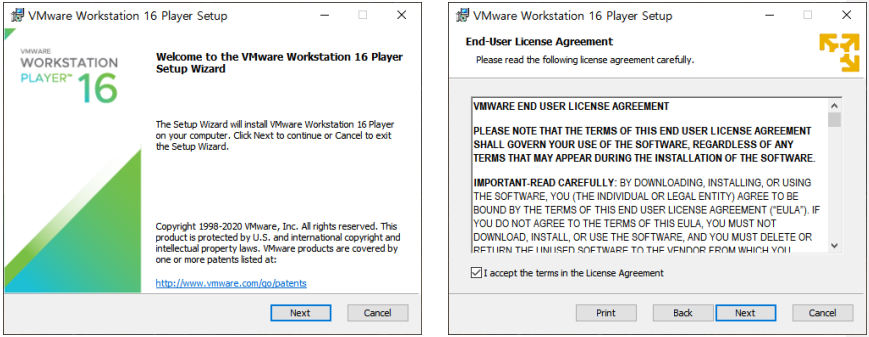 VMware Workstation 16 Player Setup
VMWARE
WORKSTATION
PLAYER™ 16
Welcome to the VMware Workstation 16 Player
Setup Wizard
The Setup Wizard will install VMware Workstation 16 Player
on your computer. Click Next to continue or Cancel to exit
the Setup Wizard.
Copyright 1998-2020 VMware, Inc. All rights reserved. This
product is protected by U.S. and international copyright and
intellectual property laws. VMware products are covered by
one or more patents listed at:
http://www.vmware.com/go/patents
Next
Cancel
VMware Workstation 16 Player Setup
End-User License Agreement
Please read the following license agreement carefully.
VMWARE END USER LICENSE AGREEMENT
PLEASE NOTE THAT THE TERMS OF THIS END USER LICENSE AGREEMENT
SHALL GOVERN YOUR USE OF THE SOFTWARE, REGARDLESS OF ANY
TERMS THAT MAY APPEAR DURING THE INSTALLATION OF THE SOFTWARE.
IMPORTANT-READ CAREFULLY: BY DOWNLOADING, INSTALLING, OR USING
THE SOFTWARE, YOU (THE INDIVIDUAL OR LEGAL ENTITY) AGREE TO BE
BOUND BY THE TERMS OF THIS END USER LICENSE AGREEMENT ("EULA"). IF
YOU DO NOT AGREE TO THE TERMS OF THIS EULA, YOU MUST NOT
DOWNLOAD, INSTALL, OR USE THE SOFTWARE, AND YOU MUST DELETE OR
RETURN THE UNUSED SOFTWARE TO THE VENDOR FROM WHICH YOU
I accept the terms in the License Agreement
Print
Back
Next
Cancel